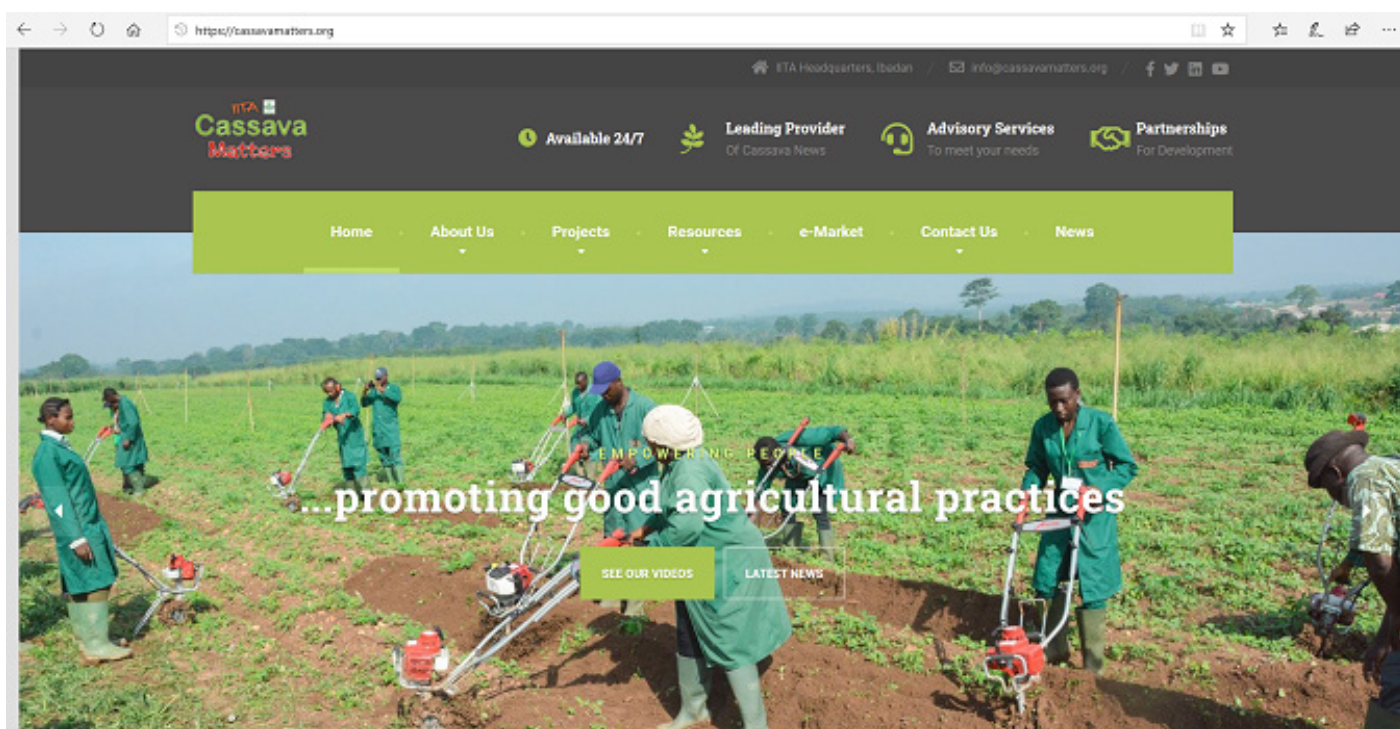 https://cassavamatters.org
IITA Headquarters, Ibadan / info@cassavamatters.org /
IITA
Cassava
Matters
Available 24/7
Leading Provider
Of Cassava News
Advisory Services
To meet your needs
Partnerships
For Development
Home
About Us
Projects
Resources
e-Market
Contact Us
News
EMPOWERING PEOPLE
...promoting good agricultural practices
SEE OUR VIDEOS
LATEST NEWS